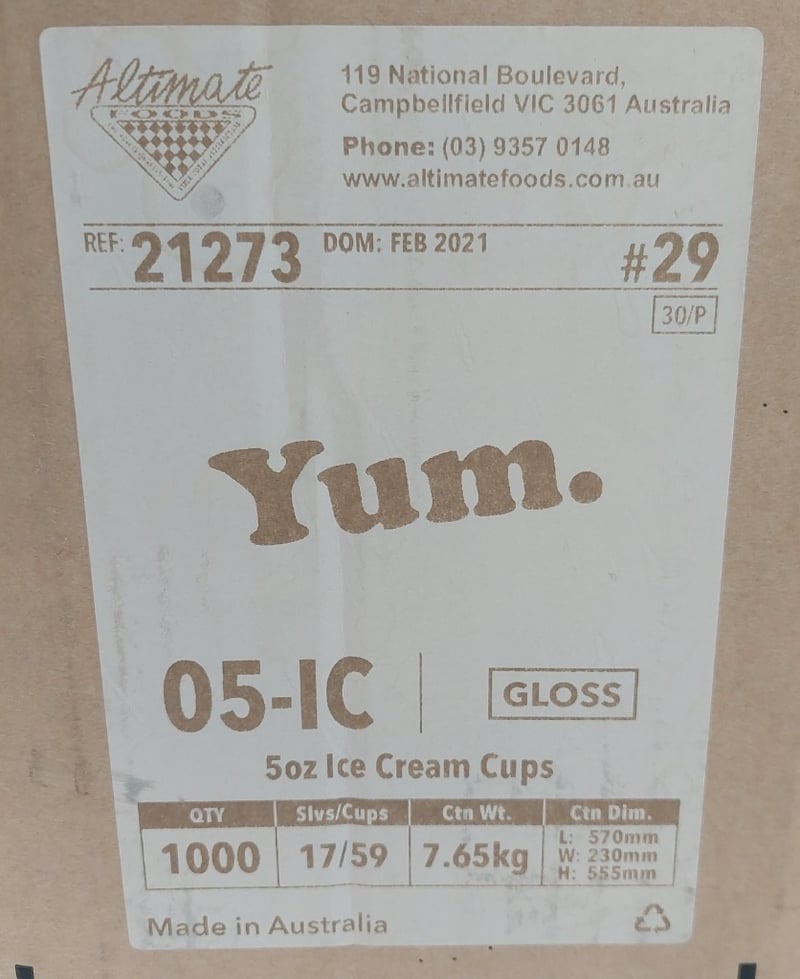 Altimate
FOODS
119 National Boulevard,
Campbellfield VIC 3061 Australia
Phone: (03) 9357 0148
www.altimatefoods.com.au
REF: 21273 DOM: FEB 2021 #29
30/P
Yum.
05-IC GLOSS
5oz Ice Cream Cups
QTY Slvs/Cups Ctn Wt. Ctn Dim.
1000 17/59 7.65kg L: 570mm
W: 230mm
H: 555mm
Made in Australia